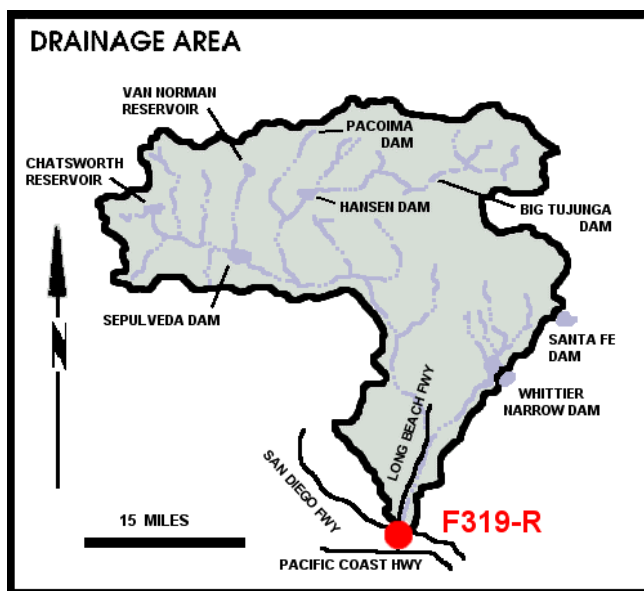 DRAINAGE AREA
VAN NORMAN
RESERVOIR
PACOIMA
DAM
CHATSWORTH
RESERVOIR
HANSEN DAM
BIG TUJUNGA
DAM
SEPULVEDA DAM
SANTA FE
DAM
WHITTIER
NARROW DAM
N
LONG BEACH FWY
SAN DIEGO FWY
15 MILES
F319-R
PACIFIC COAST HWY